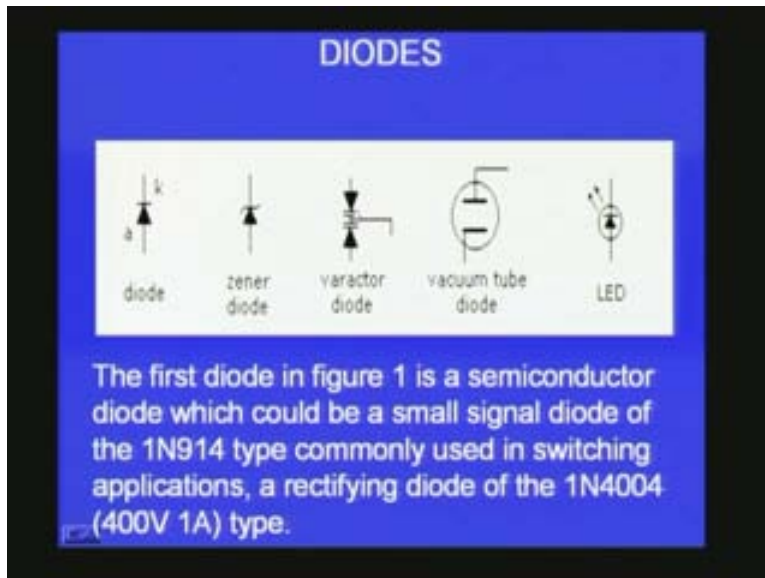 DIODES
k
a
diode
zener
diode
varactor
diode
vacuum tube
diode
LED
The first diode in figure 1 is a semiconductor
diode which could be a small signal diode of
the 1N914 type commonly used in switching
applications, a rectifying diode of the 1N4004
(400V 1A) type.